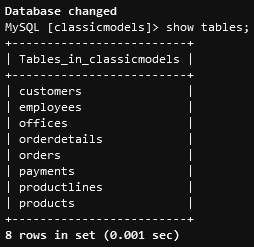 Database changed
MySQL [classicmodels]> show tables;
+-------------------------+
| Tables_in_classicmodels |
+-------------------------+
| customers               |
| employees               |
| offices                 |
| orderdetails            |
| orders                  |
| payments                |
| productlines            |
| products                |
+-------------------------+
8 rows in set (0.001 sec)